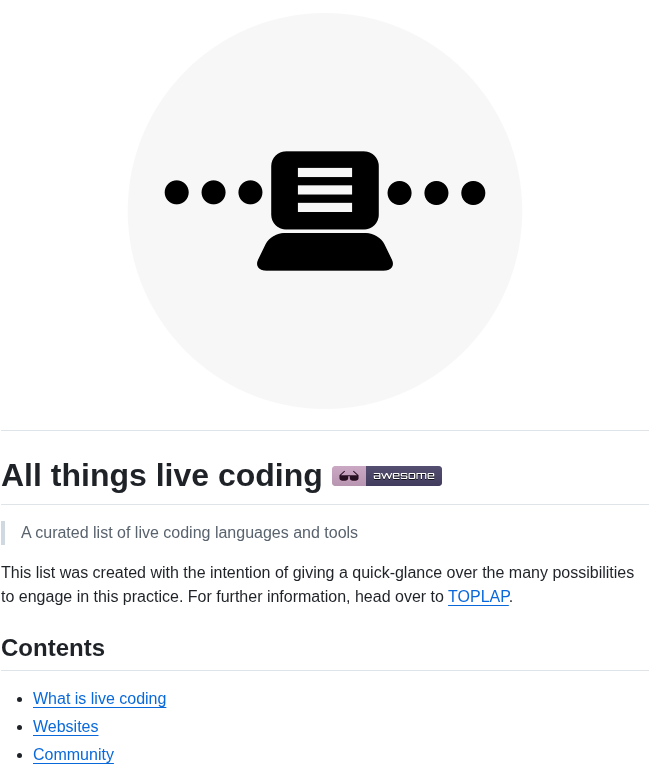 All things live coding awesome
A curated list of live coding languages and tools
This list was created with the intention of giving a quick-glance over the many possibilities
to engage in this practice. For further information, head over to TOPLAP.
Contents
What is live coding
Websites
Community